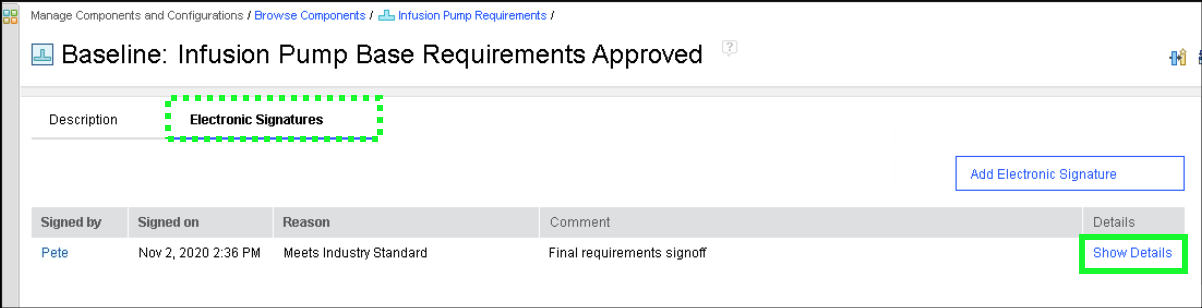 Manage Components and Configurations / Browse Components / Infusion Pump Requirements /
Baseline: Infusion Pump Base Requirements Approved ?
Description Electronic Signatures
Add Electronic Signature
Signed by Signed on Reason Comment Details
Pete Nov 2, 2020 2:36 PM Meets Industry Standard Final requirements signoff Show Details